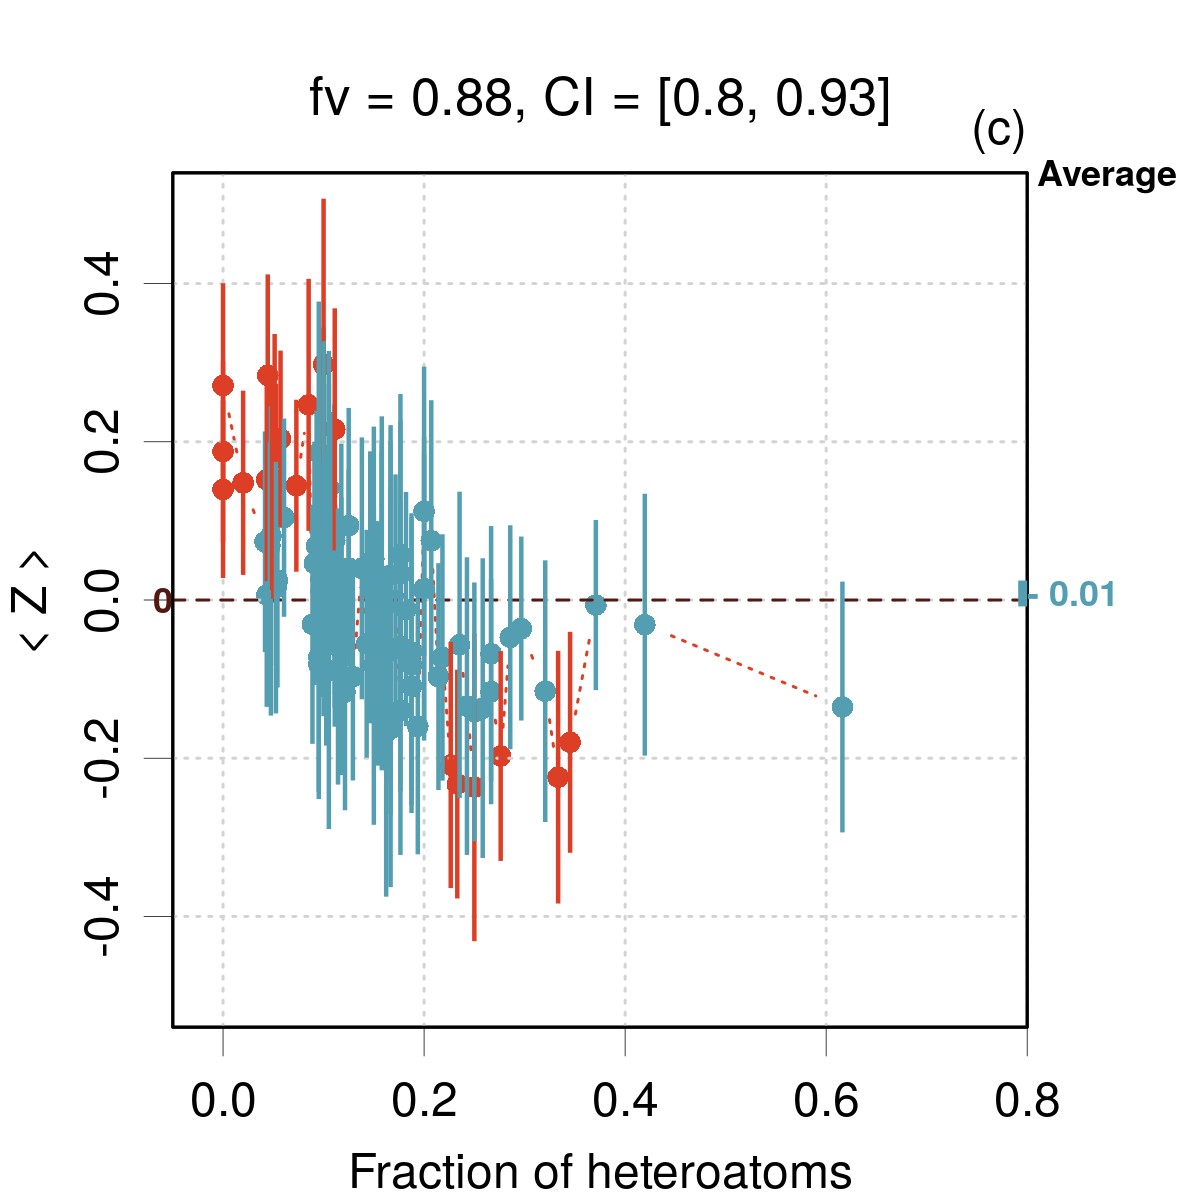 fv = 0.88, CI = [0.8, 0.93]
(c)
Average
0.4
0.2
0.0
-0.2
-0.4
< Z >
0
0.01
0.0 0.2 0.4 0.6 0.8
Fraction of heteroatoms